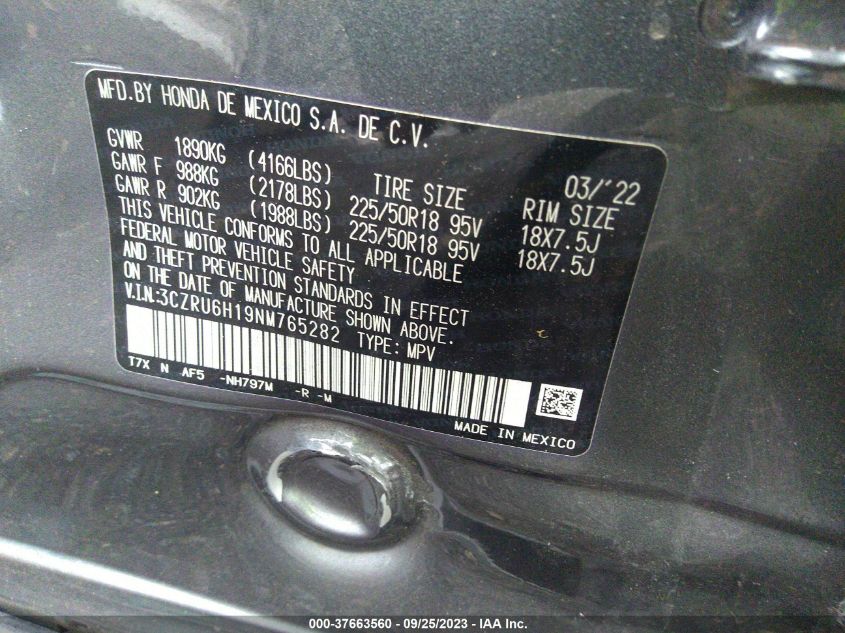 MFD.BY HONDA DE MEXICO S.A. DE C.V.
03/'22
GVWR 1890KG (4166LBS) TIRE SIZE RIM SIZE
GAWR F 988KG (2178LBS) 225/50R18 95V 18X7.5J
GAWR R 902KG (1988LBS) 225/50R18 95V 18X7.5J
THIS VEHICLE CONFORMS TO ALL APPLICABLE
FEDERAL MOTOR VEHICLE SAFETY
AND THEFT PREVENTION STANDARDS IN EFFECT
ON THE DATE OF MANUFACTURE SHOWN ABOVE.
V.I.N:3CZRU6H19NM765282 TYPE: MPV
T7X N AF5 -NH797M -R -M
MADE IN MEXICO
000-37663560 - 09/25/2023 - IAA Inc.